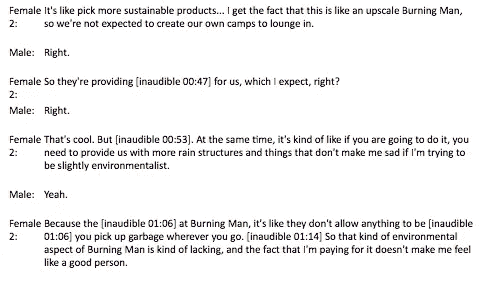 Female It's like pick more sustainable products... I get the fact that this is like an upscale Burning Man,
2: so we're not expected to create our own camps to lounge in.
Male: Right.
Female So they're providing [inaudible 00:47] for us, which I expect, right?
2:
Male: Right.
Female That's cool. But [inaudible 00:53]. At the same time, it's kind of like if you are going to do it, you
2: need to provide us with more rain structures and things that don't make me sad if I'm trying to
be slightly environmentalist.
Male: Yeah.
Female Because the [inaudible 01:06] at Burning Man, it's like they don't allow anything to be [inaudible
2: 01:06] you pick up garbage wherever you go. [inaudible 01:14] So that kind of environmental
aspect of Burning Man is kind of lacking, and the fact that I'm paying for it doesn't make me feel
like a good person.